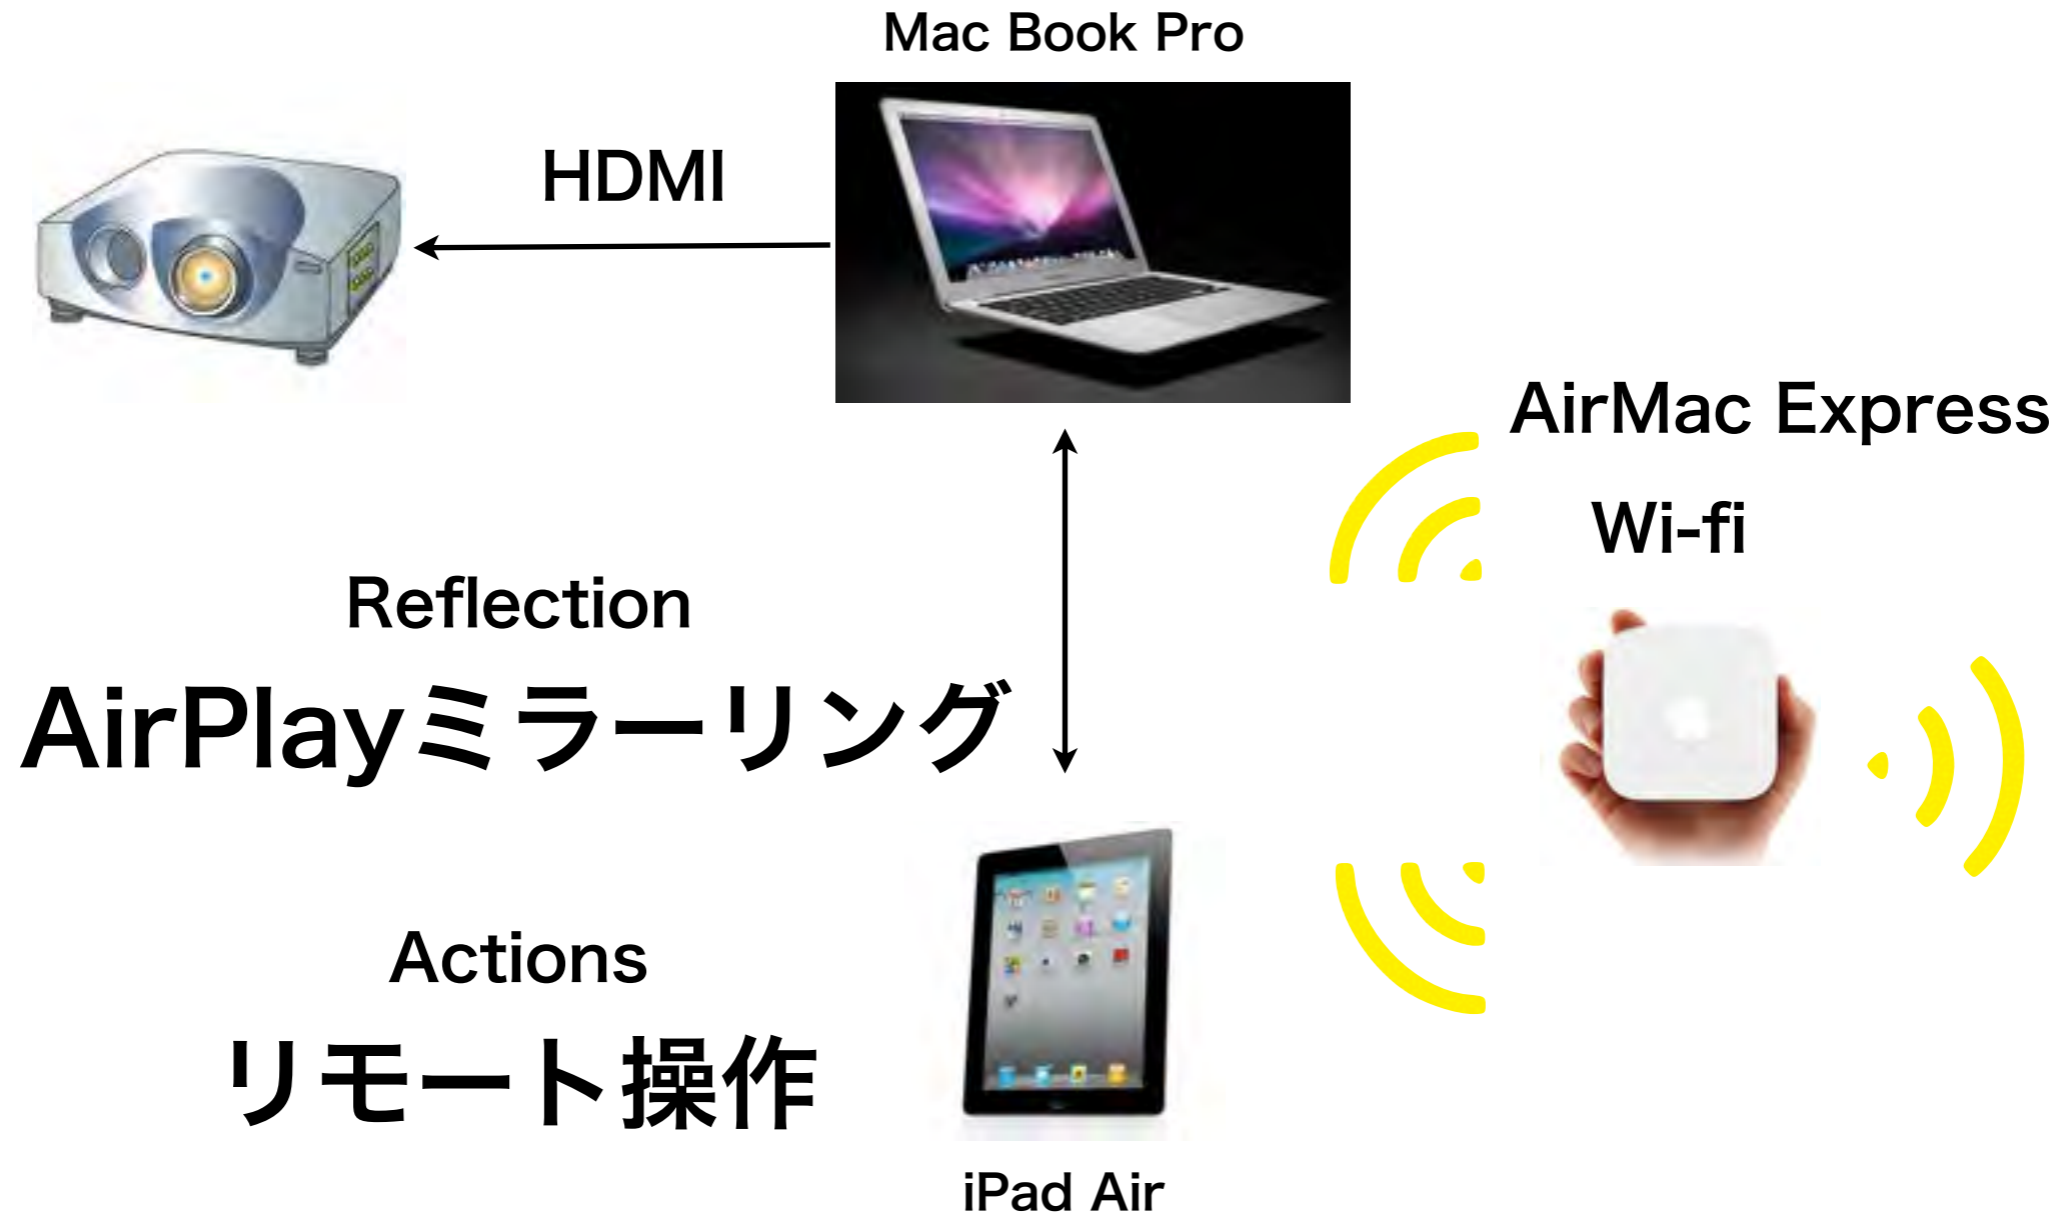 Mac Book Pro
HDMI
AirMac Express
Wi-fi
Reflection
AirPlayミラーリング
Actions
リモート操作
iPad Air